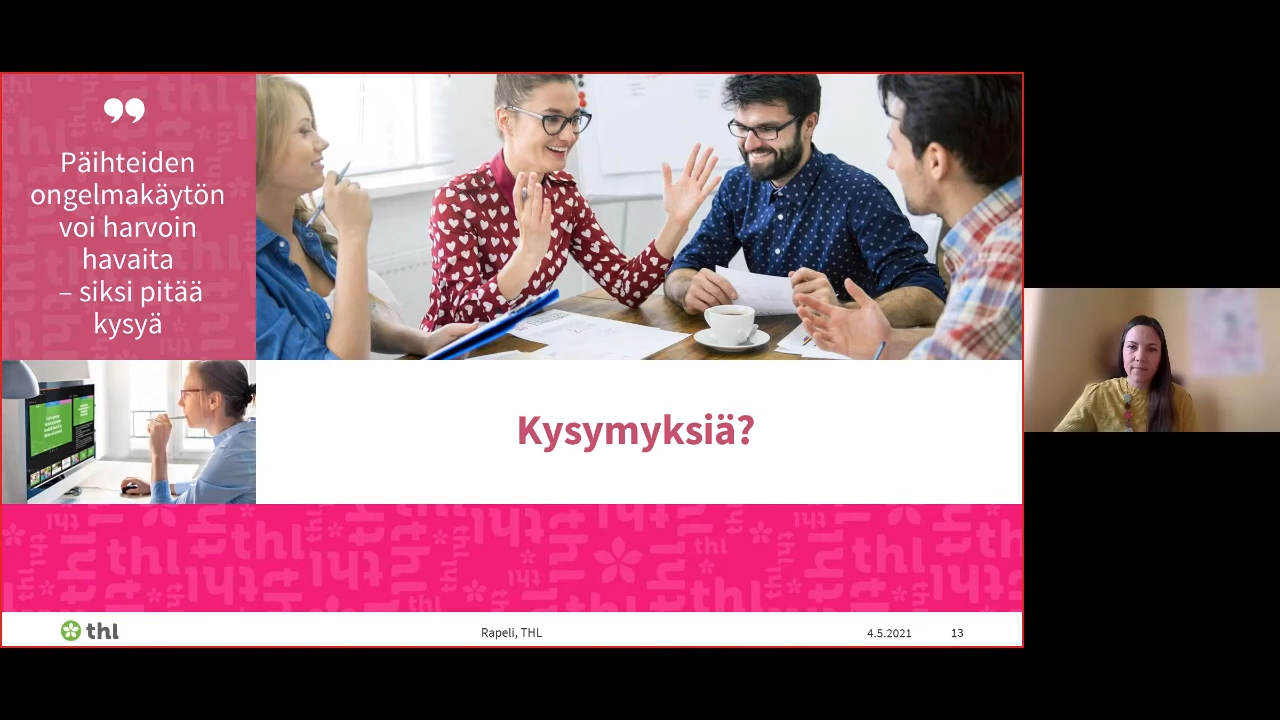 Päihteiden
ongelmakäytön
voi harvoin
havaita
– siksi pitää
kysyä
Kysymyksiä?
thl
Rapeli, THL
4.5.2021
13